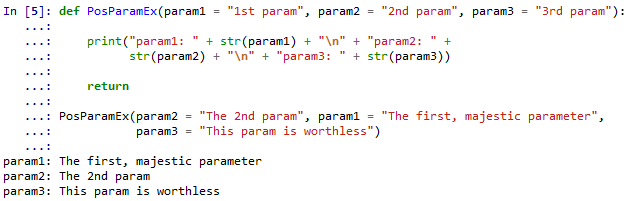 In [5]: def PosParamEx(param1 = "1st param", param2 = "2nd param", param3 = "3rd param"):
   ...:
   ...:     print("param1: " + str(param1) + "\n" + "param2: " +
   ...:           str(param2) + "\n" + "param3: " + str(param3))
   ...:
   ...:     return
   ...:
   ...: PosParamEx(param2 = "The 2nd param", param1 = "The first, majestic parameter",
   ...:            param3 = "This param is worthless")
   ...:
param1: The first, majestic parameter
param2: The 2nd param
param3: This param is worthless